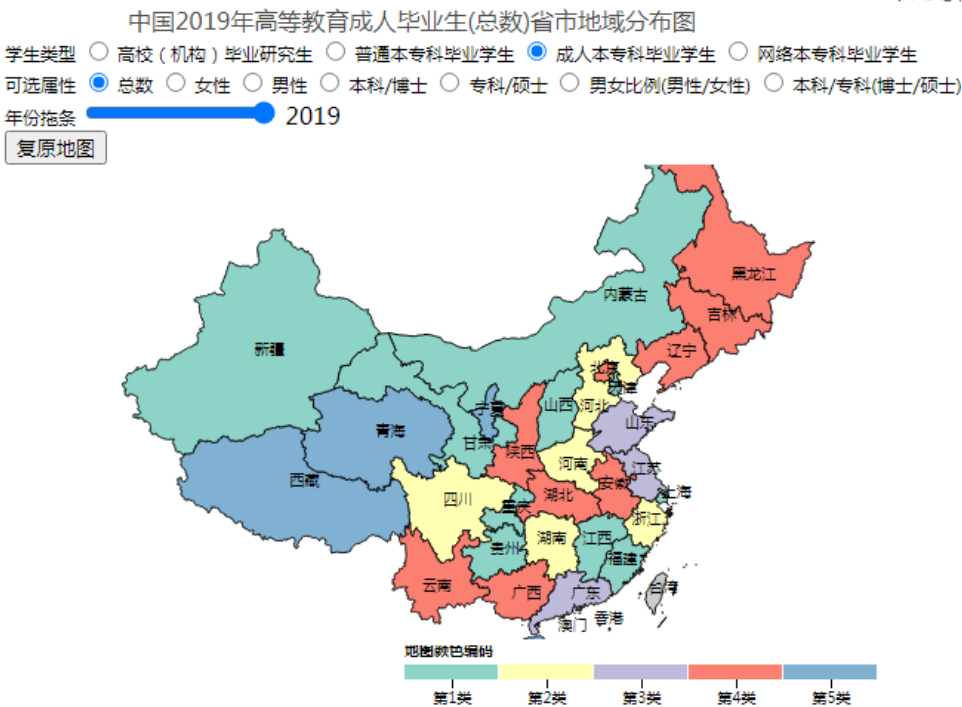 中国2019年高等教育成人毕业生(总数)省市地域分布图
学生类型 高校（机构）毕业研究生 普通本专科毕业学生 成人本专科毕业学生 网络本专科毕业学生
可选属性 总数 女性 男性 本科/博士 专科/硕士 男女比例(男性/女性) 本科/专科(博士/硕士)
年份拖条 2019
复原地图
黑龙江
内蒙古
吉林
新疆
辽宁
北京
天津
宁夏
山西
河北
山东
青海
甘肃
陕西
河南
江苏
西藏
安徽
上海
四川
湖北
重庆
浙江
湖南
江西
贵州
福建
云南
广西
广东
台湾
澳门
香港
地图颜色编码
第1类 第2类 第3类 第4类 第5类